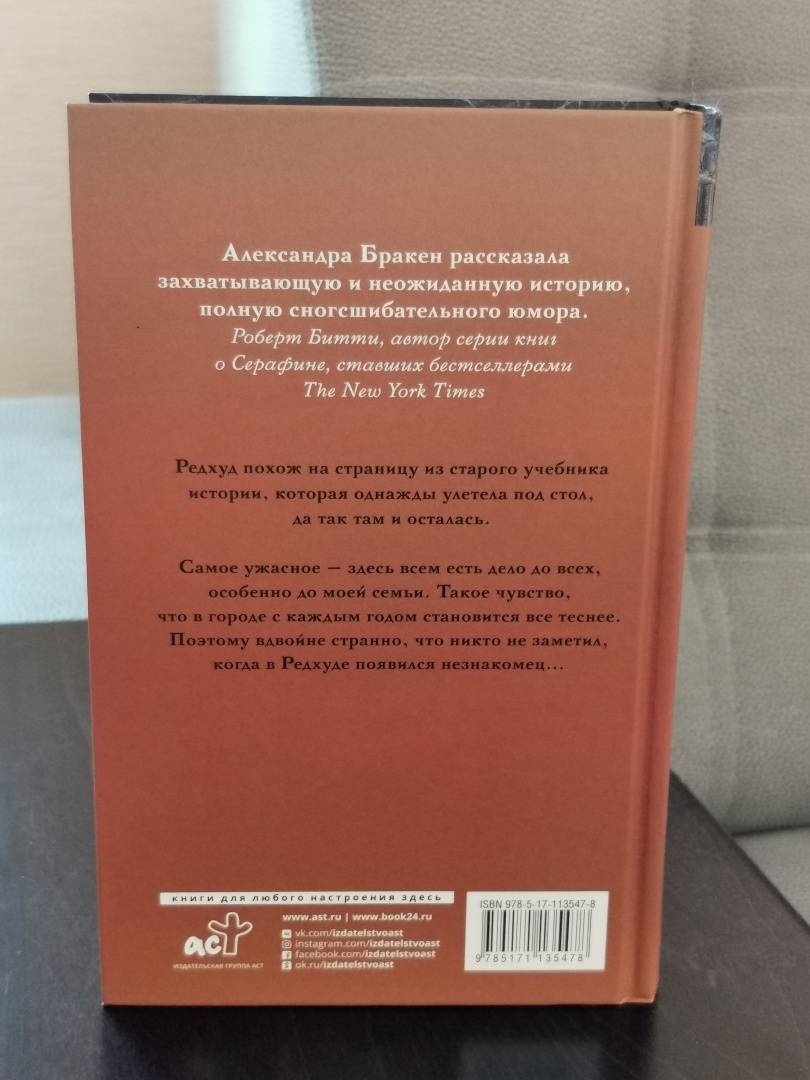 Александра Бракен рассказала
захватывающую и неожиданную историю,
полную сногсшибательного юмора.
Роберт Битти, автор серии книг
о Серафине, ставших бестселлерами
The New York Times
Редхуд похож на страницу из старого учебника
истории, которая однажды улетела под стол,
да так там и осталась.
Самое ужасное – здесь всем есть дело до всех,
особенно до моей семьи. Такое чувство,
что в городе с каждым годом становится все теснее.
Поэтому вдвойне странно, что никто не заметил,
когда в Редхуде появился незнакомец...
книги для любого настроения здесь
аст
ИЗДАТЕЛЬСКАЯ ГРУППА АСТ
www.ast.ru | www.book24.ru
vk.com/izdatelstvoast
instagram.com/izdatelstvoast
facebook.com/izdatelstvoast
ok.ru/izdatelstvoast
ISBN 978-5-17-113547-8
9 785171 135478